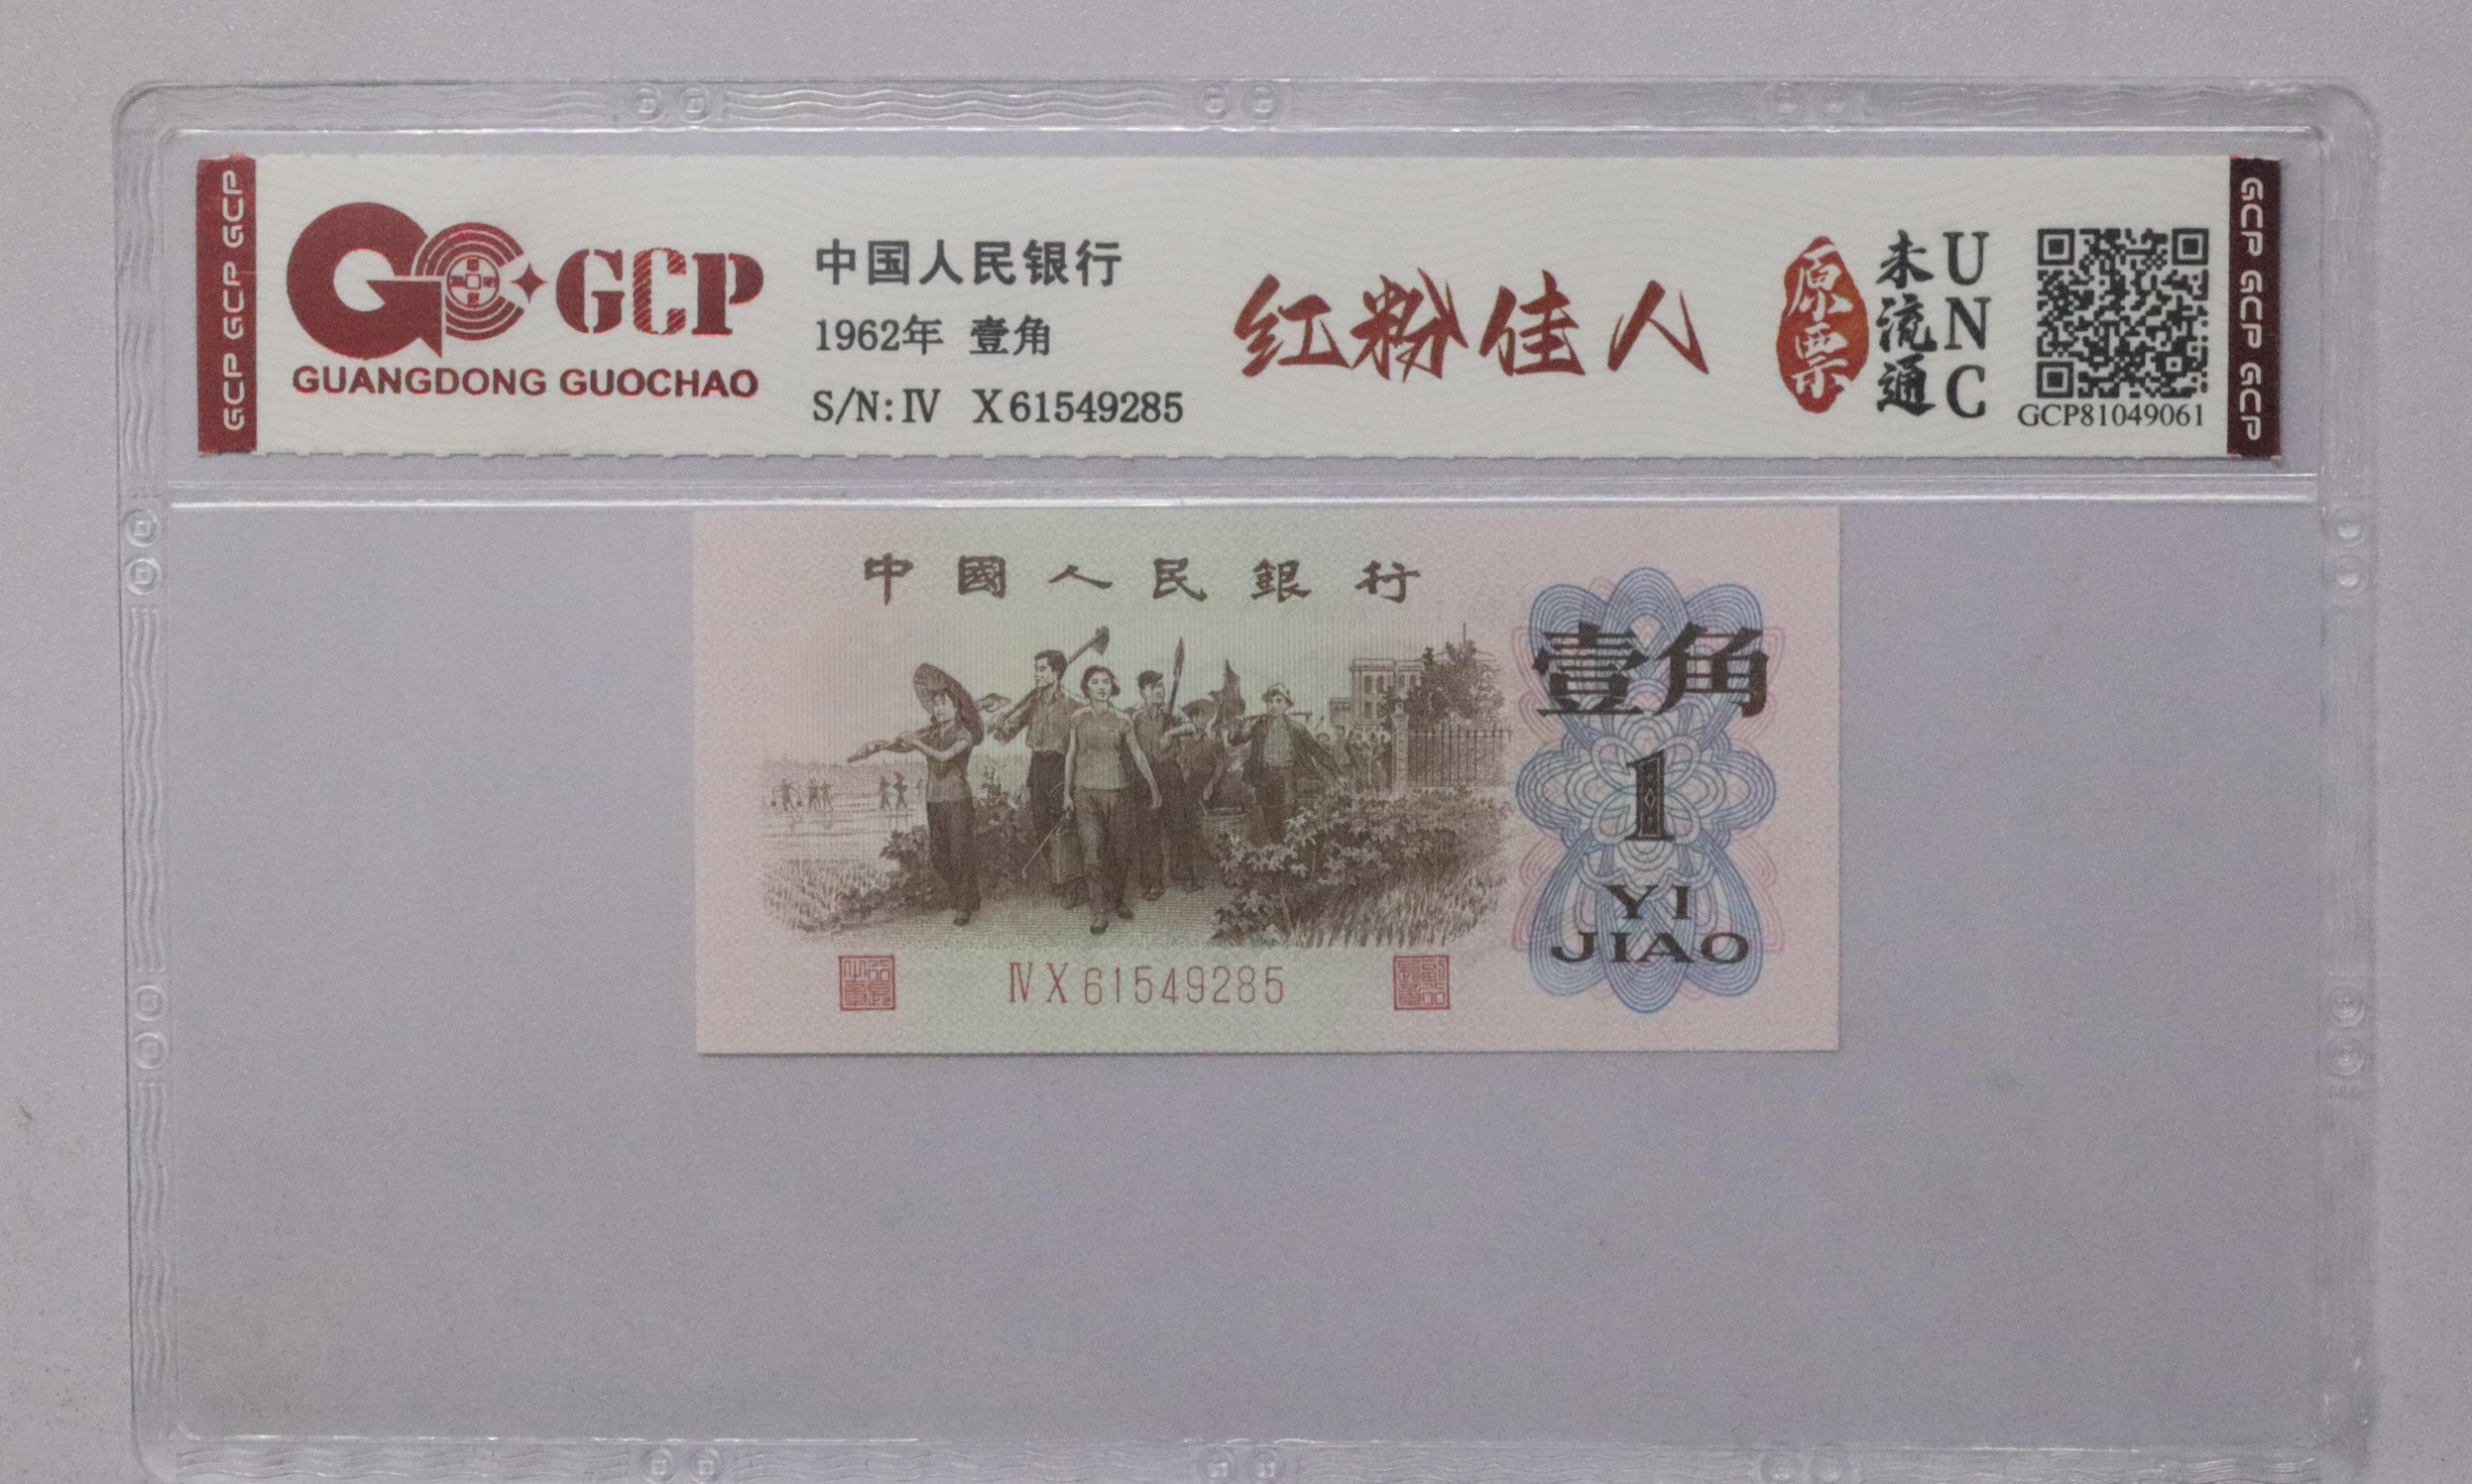 GCP GCP GCP
GCP
GUANGDONG GUOCHAO
中国人民银行
1962年 壹角
S/N: Ⅳ X61549285
红粉佳人
原票
未流通
UNC
GCP81049061
GCP GCP GCP
中國人民銀行
壹角
1
YI
JIAO
ⅣX61549285